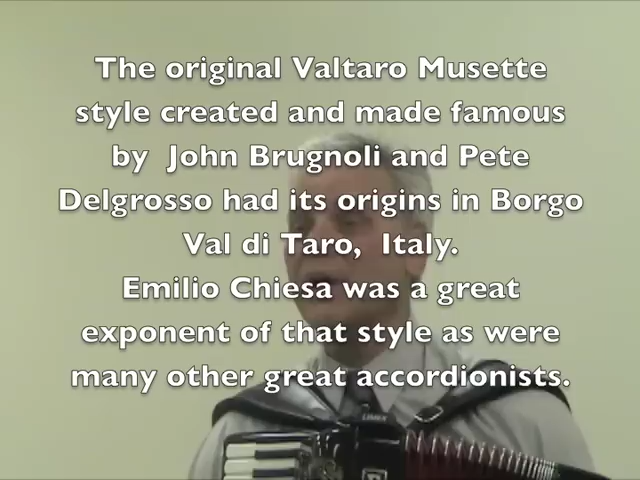 The original Valtaro Musette
style created and made famous
by John Brugnoli and Pete
Delgrosso had its origins in Borgo
Val di Taro, Italy.
Emilio Chiesa was a great
exponent of that style as were
many other great accordionists.